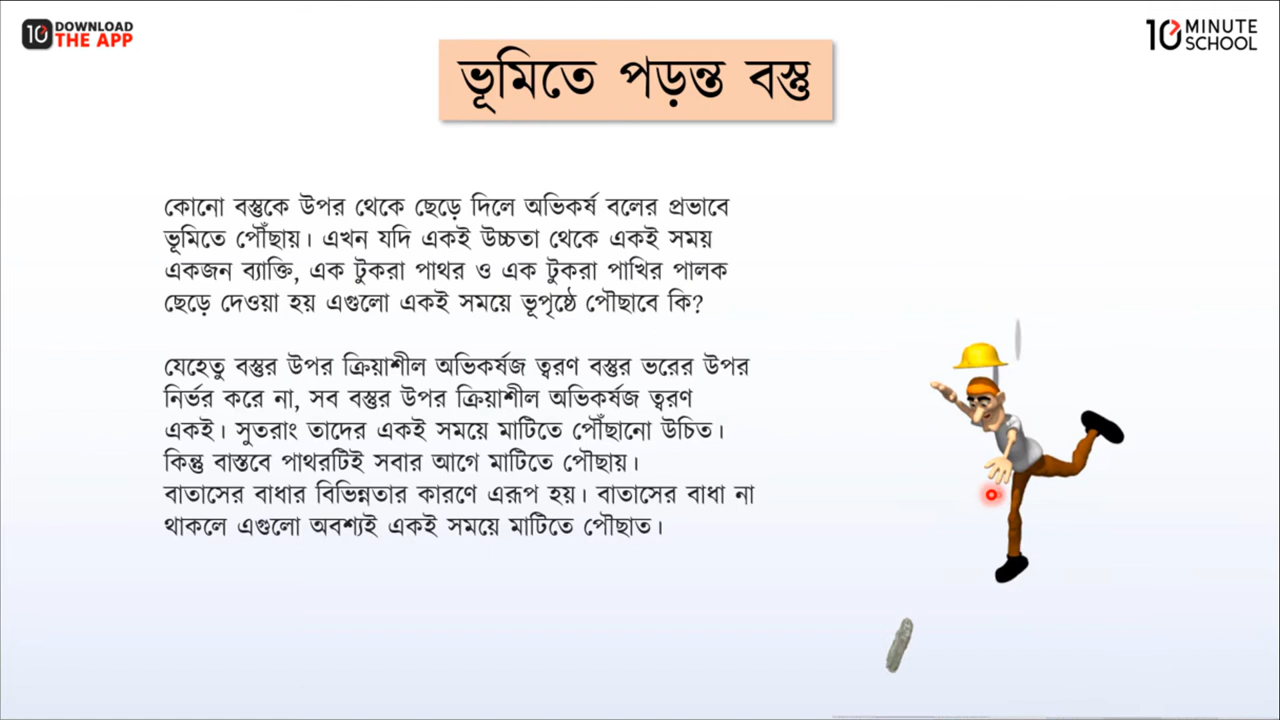 DOWNLOAD
THE APP
10 MINUTE
SCHOOL
ভূমিতে পড়ন্ত বস্তু
কোনো বস্তুকে উপর থেকে ছেড়ে দিলে অভিকর্ষ বলের প্রভাবে
ভূমিতে পৌঁছায়। এখন যদি একই উচ্চতা থেকে একই সময়
একজন ব্যাক্তি, এক টুকরা পাথর ও এক টুকরা পাখির পালক
ছেড়ে দেওয়া হয় এগুলো একই সময়ে ভূপৃষ্ঠে পৌছাবে কি?
যেহেতু বস্তুর উপর ক্রিয়াশীল অভিকর্ষজ ত্বরণ বস্তুর ভরের উপর
নির্ভর করে না, সব বস্তুর উপর ক্রিয়াশীল অভিকর্ষজ ত্বরণ
একই। সুতরাং তাদের একই সময়ে মাটিতে পৌঁছানো উচিত।
কিন্তু বাস্তবে পাথরটিই সবার আগে মাটিতে পৌছায়।
বাতাসের বাধার বিভিন্নতার কারণে এরূপ হয়। বাতাসের বাধা না
থাকলে এগুলো অবশ্যই একই সময়ে মাটিতে পৌছাত।